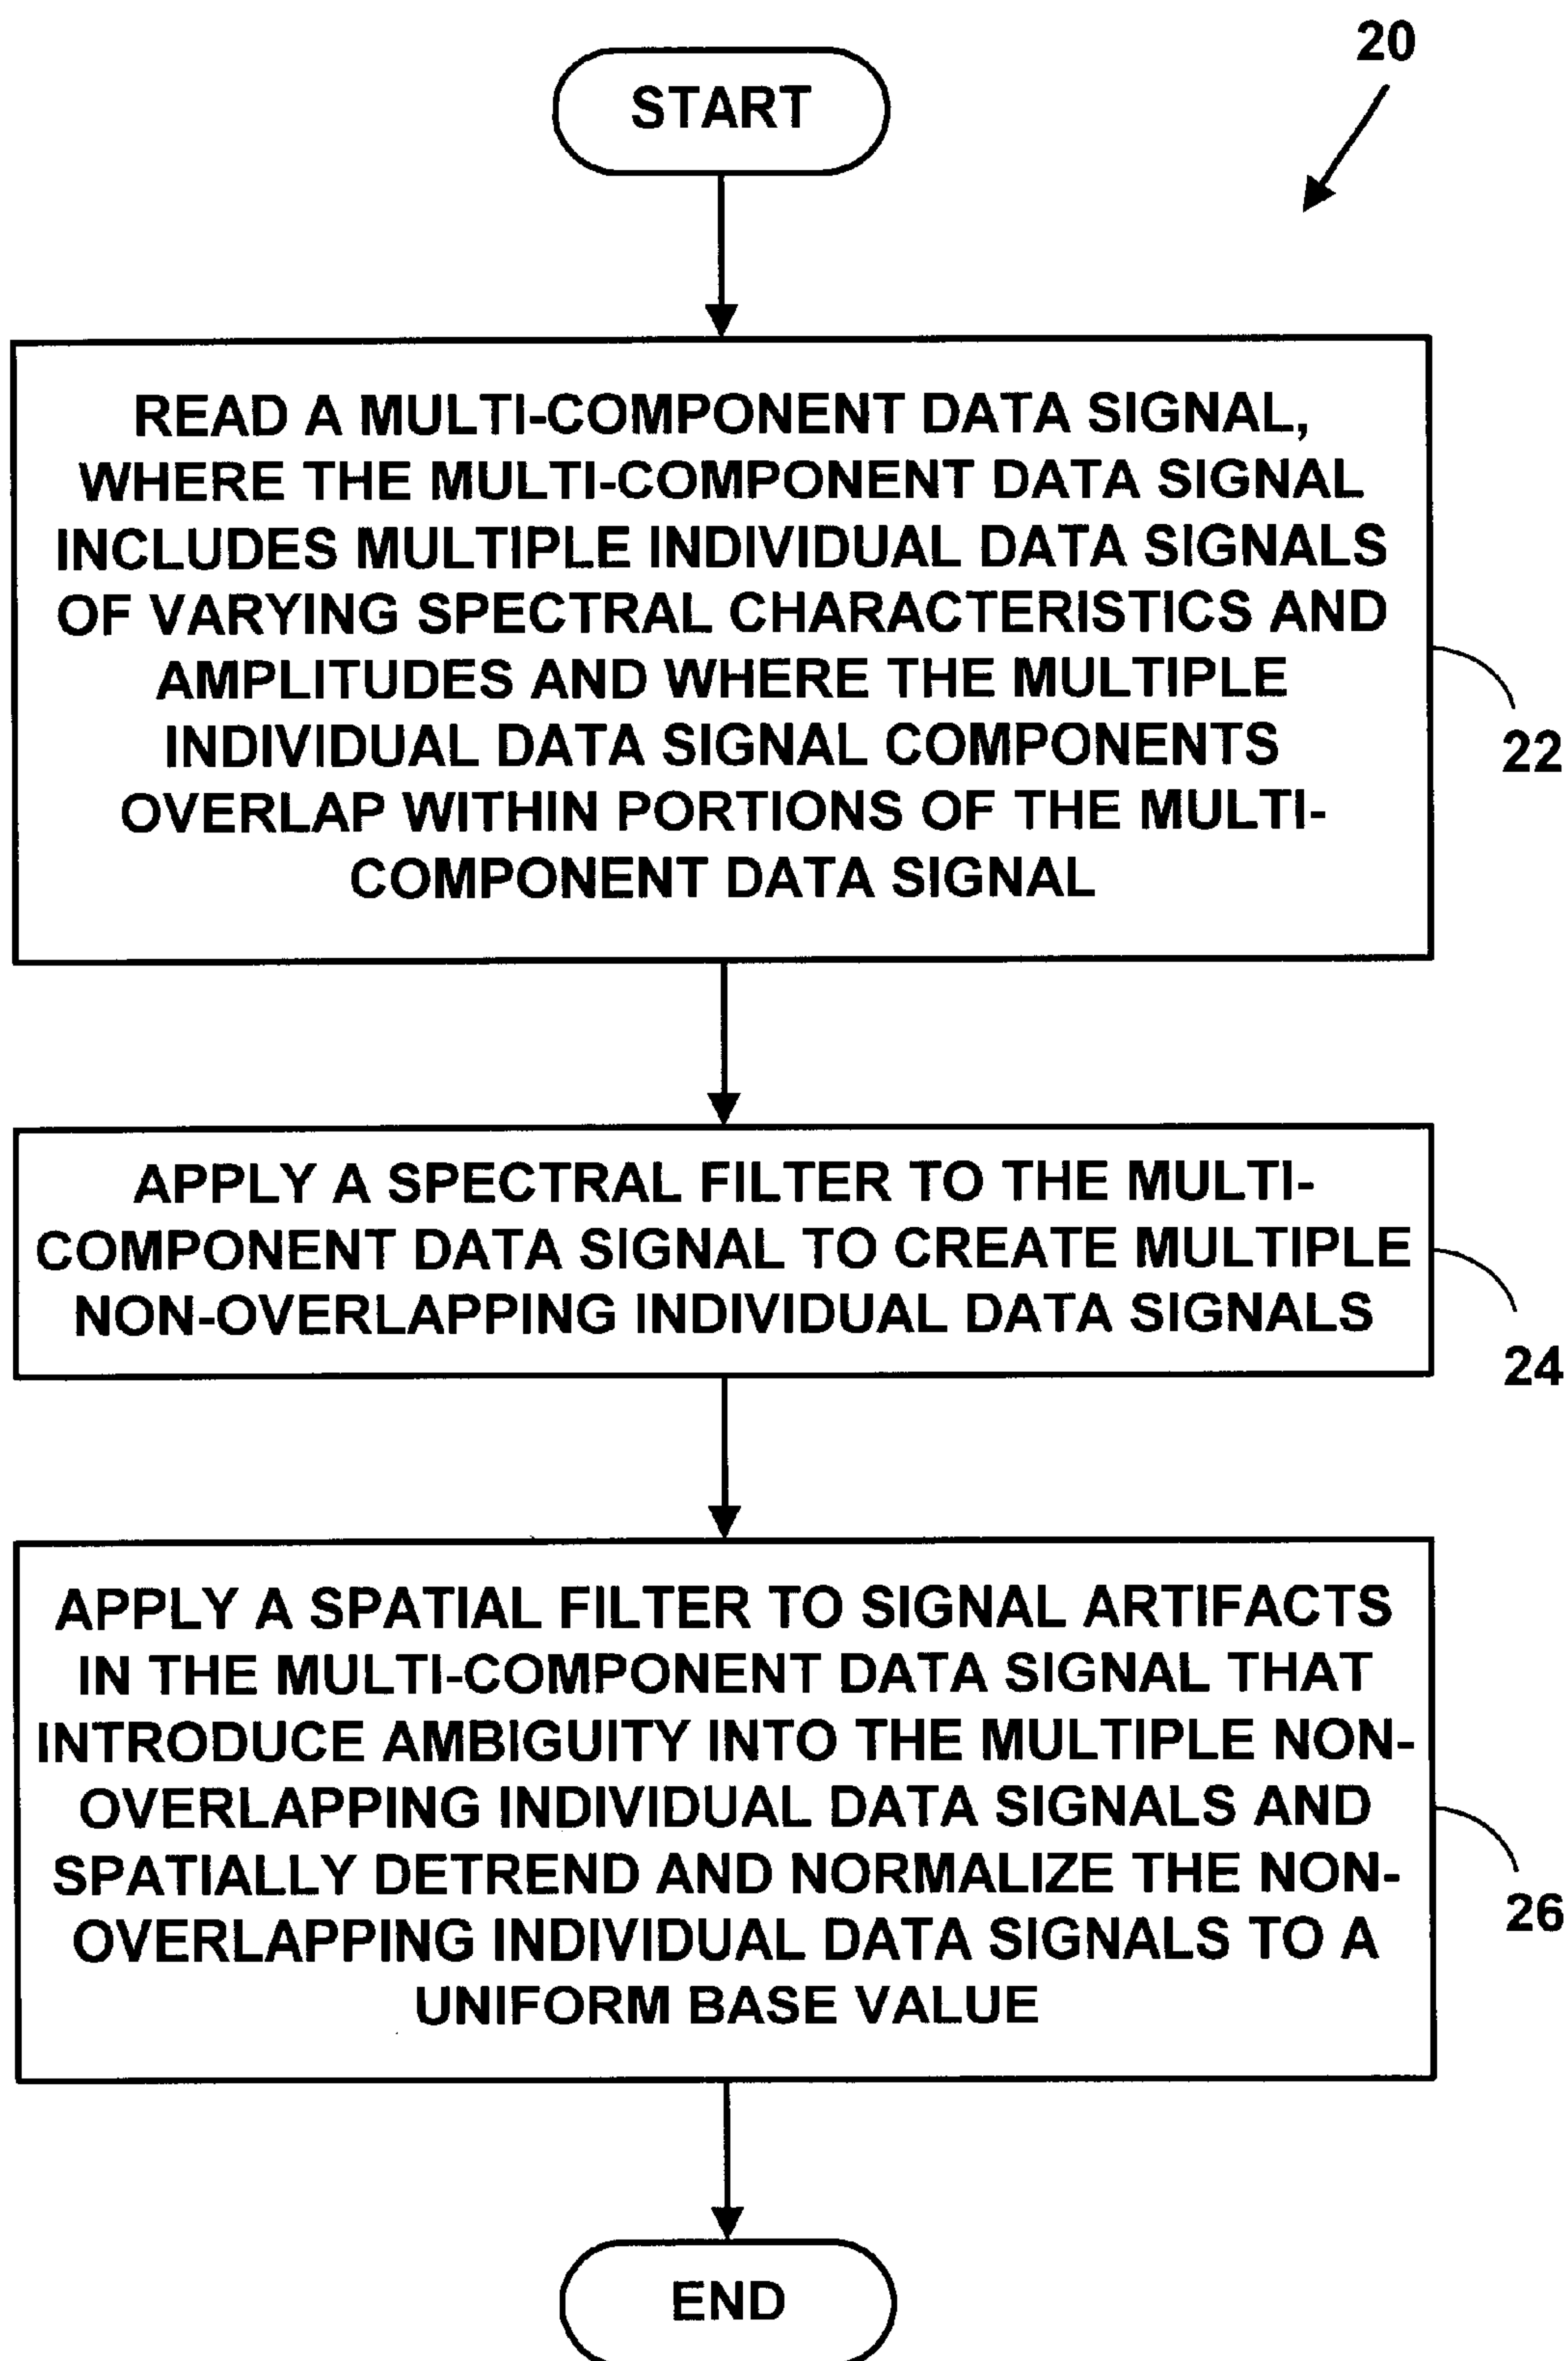 20
START
READ A MULTI-COMPONENT DATA SIGNAL,
WHERE THE MULTI-COMPONENT DATA SIGNAL
INCLUDES MULTIPLE INDIVIDUAL DATA SIGNALS
OF VARYING SPECTRAL CHARACTERISTICS AND
AMPLITUDES AND WHERE THE MULTIPLE
INDIVIDUAL DATA SIGNAL COMPONENTS
OVERLAP WITHIN PORTIONS OF THE MULTI-
COMPONENT DATA SIGNAL
22
APPLY A SPECTRAL FILTER TO THE MULTI-
COMPONENT DATA SIGNAL TO CREATE MULTIPLE
NON-OVERLAPPING INDIVIDUAL DATA SIGNALS
24
APPLY A SPATIAL FILTER TO SIGNAL ARTIFACTS
IN THE MULTI-COMPONENT DATA SIGNAL THAT
INTRODUCE AMBIGUITY INTO THE MULTIPLE NON-
OVERLAPPING INDIVIDUAL DATA SIGNALS AND
SPATIALLY DETREND AND NORMALIZE THE NON-
OVERLAPPING INDIVIDUAL DATA SIGNALS TO A
UNIFORM BASE VALUE
26
END